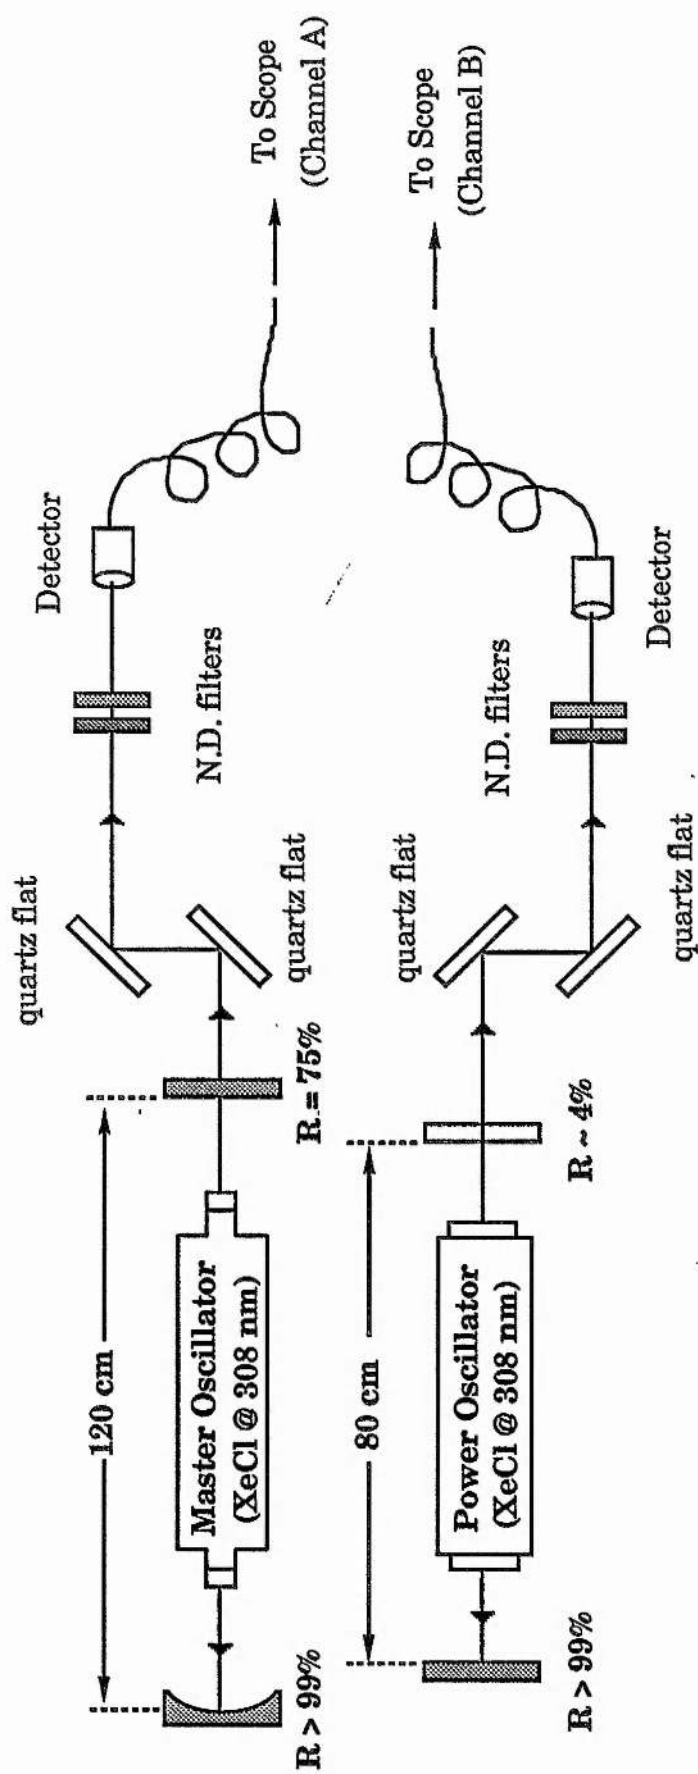 To Scope
(Channel A)
Detector
N.D. filters
quartz flat
quartz flat
R = 75%
120 cm
Master Oscillator
(XeCl @ 308 nm)
R > 99%
To Scope
(Channel B)
Detector
N.D. filters
quartz flat
quartz flat
R ~ 4%
80 cm
Power Oscillator
(XeCl @ 308 nm)
R > 99%